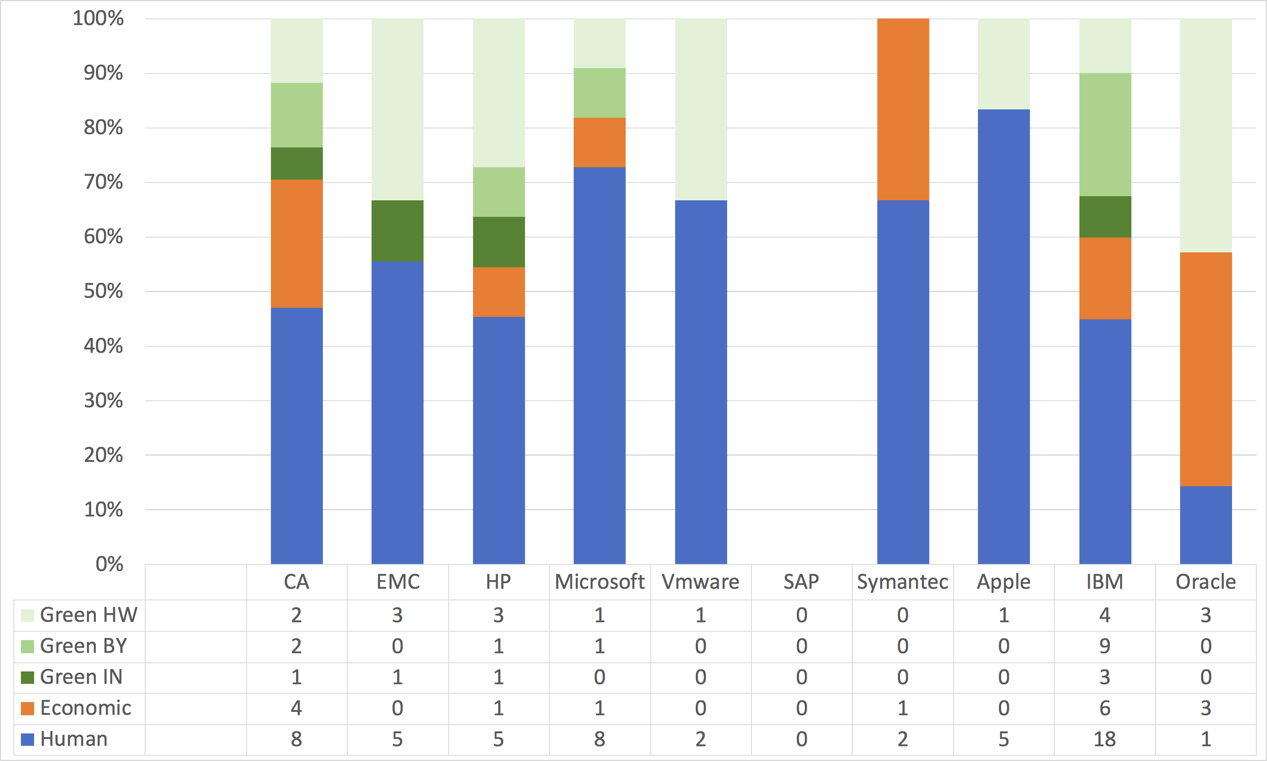 100%
90%
80%
70%
60%
50%
40%
30%
20%
10%
0%
CA EMC HP Microsoft Vmware SAP Symantec Apple IBM Oracle
Green HW 2 3 3 1 1 0 0 1 4 3
Green BY 2 0 1 1 0 0 0 0 9 0
Green IN 1 1 1 0 0 0 0 0 3 0
Economic 4 0 1 1 0 0 1 0 6 3
Human 8 5 5 8 2 0 2 5 18 1